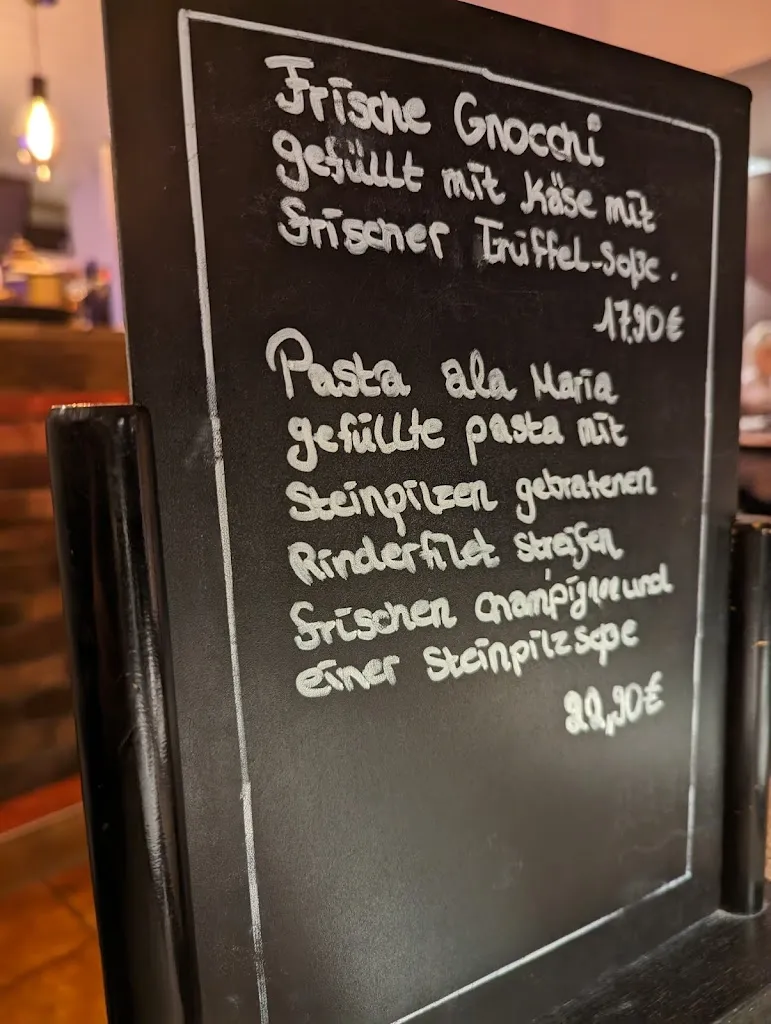 Frische Gnocchi
gefüllt mit Käse mit
frischer Trüffel-Soße.
17.90€
Pasta ala Maria
gefüllte pasta mit
Steinpilzen gebratenen
Rinderfilet streifen
frischen champignn und
einer Steinpilzsoße
22,90€